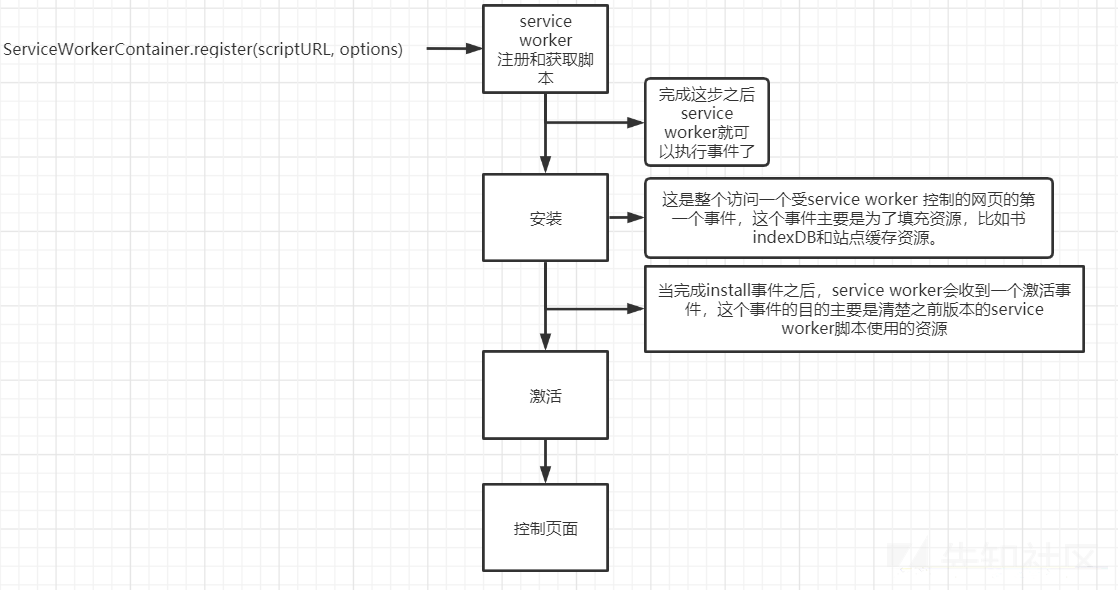 ServiceWorkerContainer.register(scriptURL, options)
service
worker
注册和获取脚
本
完成这步之后
service
worker就可
以执行事件了
安装
这是整个访问一个受service worker 控制的网页的第
一个事件，这个事件主要是为了填充资源，比如书
indexDB和站点缓存资源。
当完成install事件之后，service worker会收到一个激活事
件，这个事件的目的主要是清楚之前版本的service
worker脚本使用的资源
激活
控制页面
先知社区